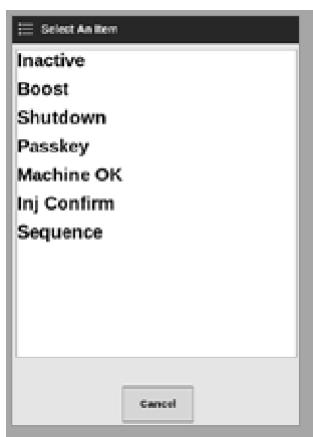 Select An Item
Inactive
Boost
Shutdown
Passkey
Machine OK
Inj Confirm
Sequence
Cancel